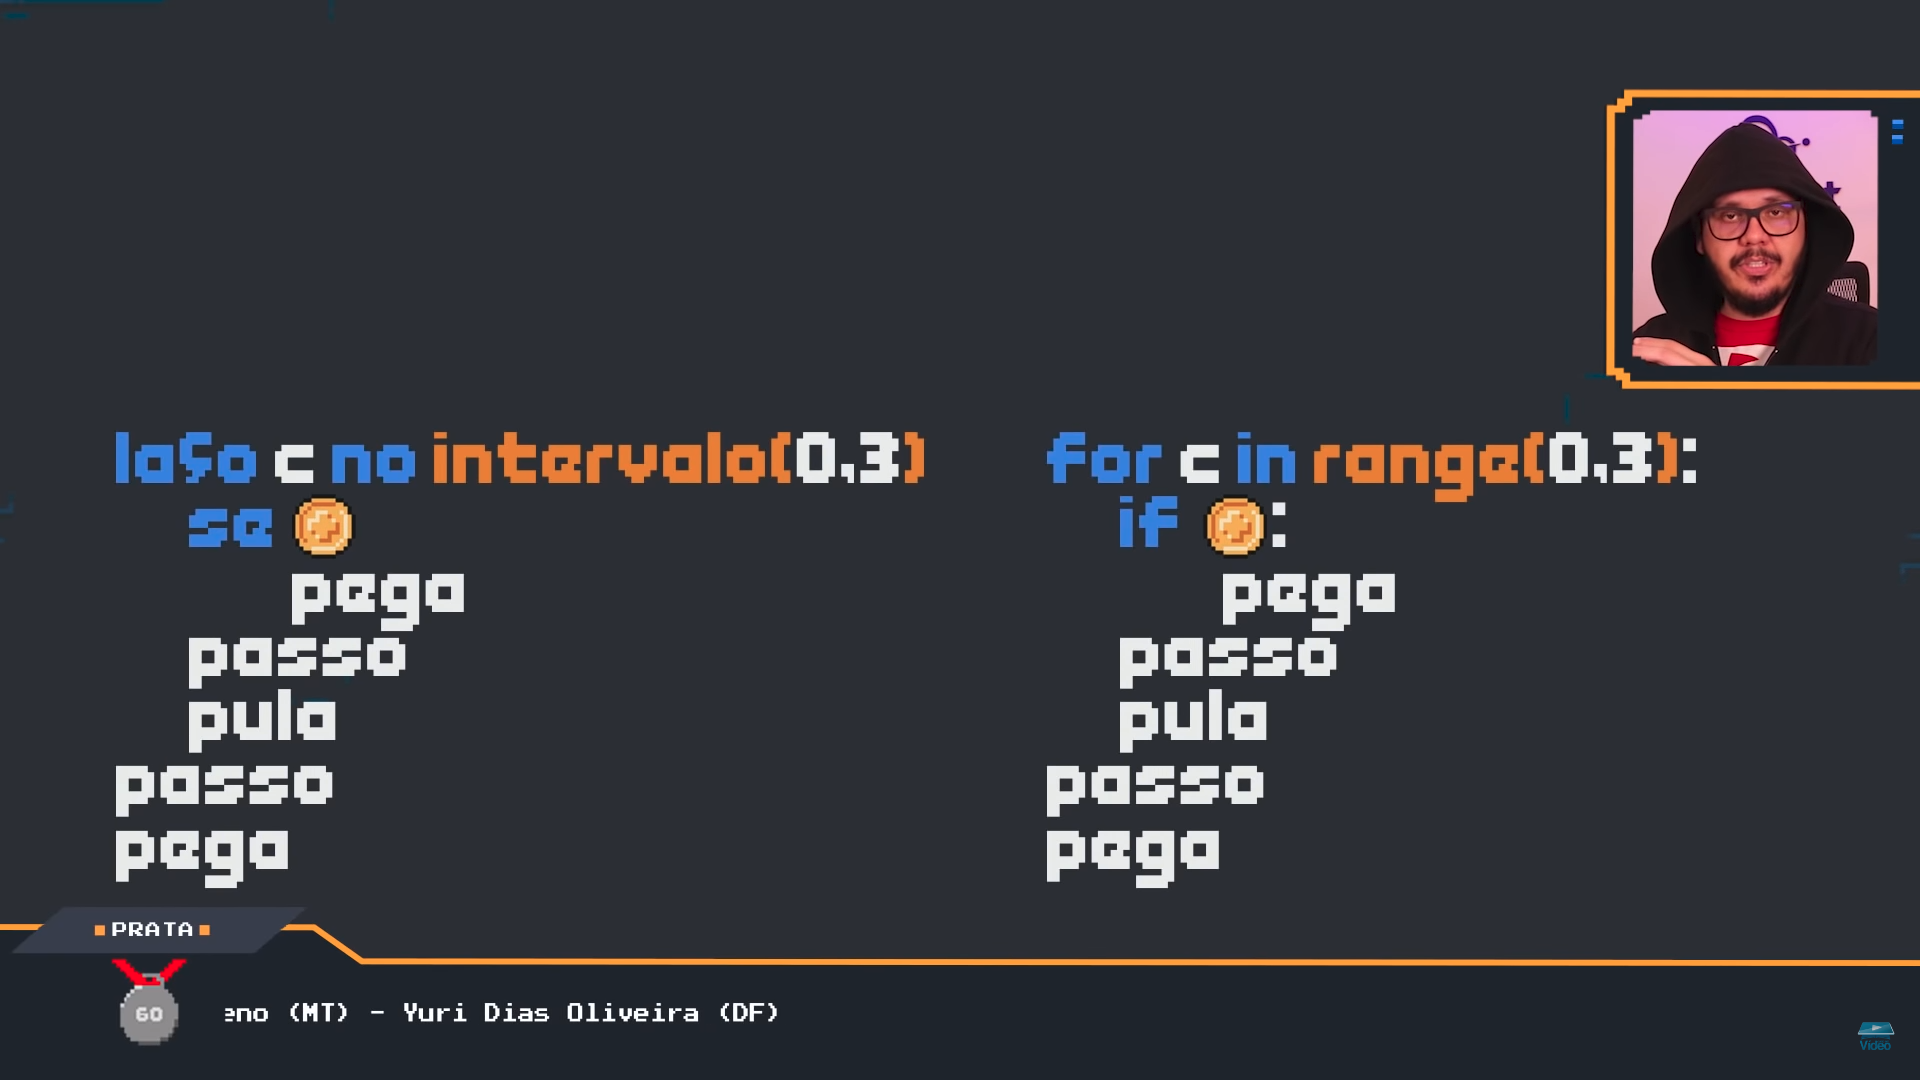 laço c no intervalo(0,3)
se
pega
passo
pula
passo
pega
for c in range(0,3):
if :
pega
passo
pula
passo
pega
PRATA
60
eno (MT) - Yuri Dias Oliveira (DF)
Vídeo